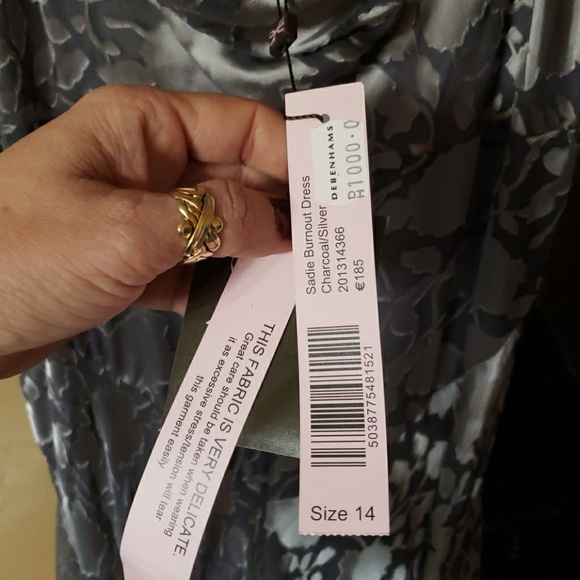 DEBENHAMS
R1000·0
Sadie Burnout Dress
Charcoal/Silver
201314366
€185
5038775481521
Size 14
THIS FABRIC IS VERY DELICATE.
Great care should be taken when wearing
it as excessive stress/tension will tear
this garment easily